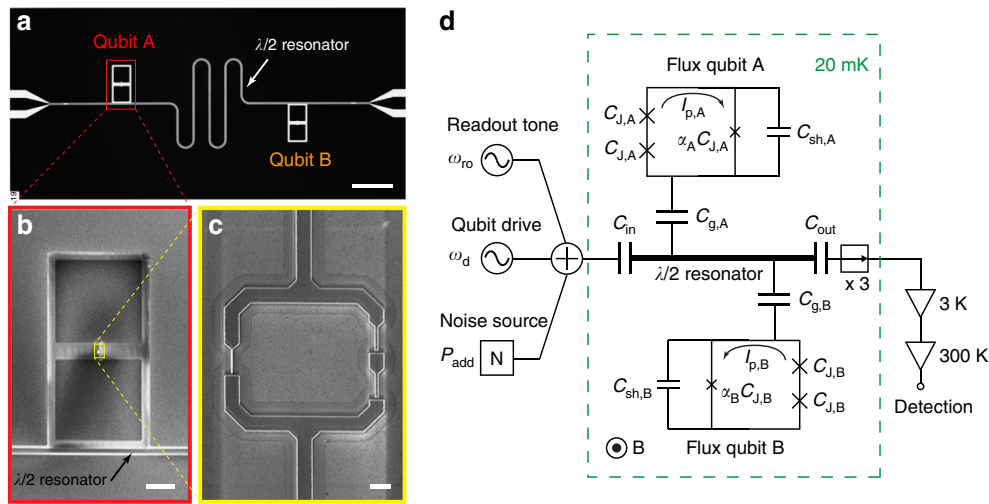 a
Qubit A
λ/2 resonator
Qubit B
19
b
λ/2 resonator
c
d
20 mK
Flux qubit A
I_p,A
C_J,A
C_J,A
α_A C_J,A
C_sh,A
Readout tone
ω_ro
Qubit drive
ω_d
Noise source
P_add
N
C_in
C_g,A
C_out
λ/2 resonator
x 3
C_g,B
3 K
300 K
Detection
I_p,B
C_sh,B
α_B C_J,B
C_J,B
C_J,B
Flux qubit B
B